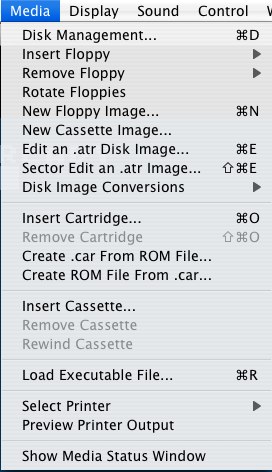 Media Display Sound Control
Disk Management... ⌘D
Insert Floppy
Remove Floppy
Rotate Floppies
New Floppy Image... ⌘N
New Cassette Image...
Edit an .atr Disk Image... ⌘E
Sector Edit an .atr Image... ⇧⌘E
Disk Image Conversions
Insert Cartridge... ⌘O
Remove Cartridge ⇧⌘O
Create .car From ROM File...
Create ROM File From .car...
Insert Cassette...
Remove Cassette
Rewind Cassette
Load Executable File... ⌘R
Select Printer
Preview Printer Output
Show Media Status Window